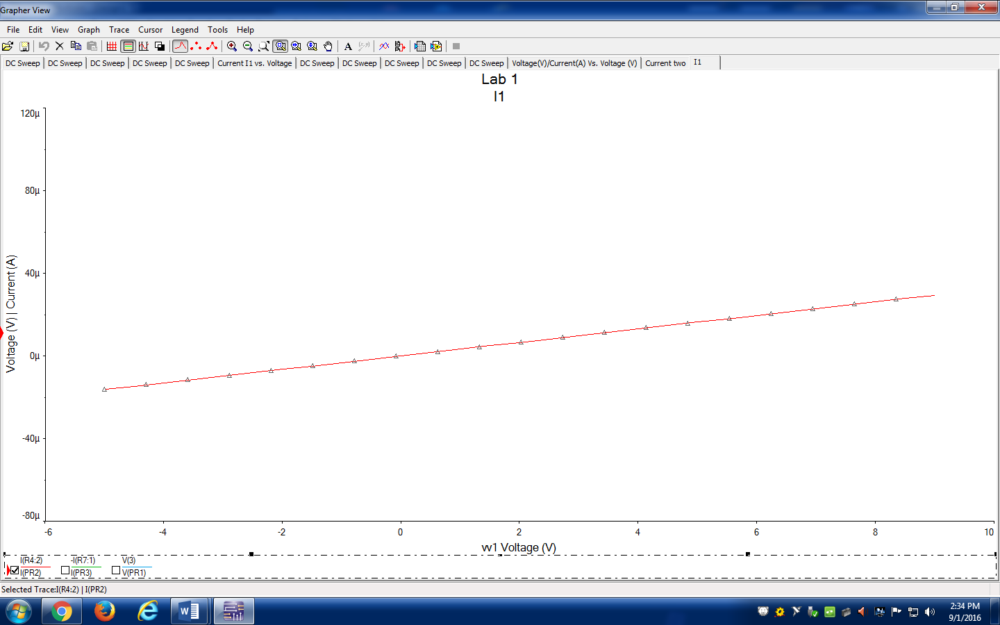 Grapher View
File Edit View Graph Trace Cursor Legend Tools Help
A
DC Sweep DC Sweep DC Sweep DC Sweep DC Sweep Current I1 vs. Voltage DC Sweep DC Sweep DC Sweep DC Sweep DC Sweep Voltage(V)/Current(A) Vs. Voltage (V) Current two I1
Lab 1
I1
120µ
80µ
40µ
0µ
-40µ
-80µ
Voltage (V) | Current (A)
-6 -4 -2 0 2 4 6 8 10
vv1 Voltage (V)
I(R4:2) -I(R7:1) V(3)
I(PR2) I(PR3) V(PR1)
Selected Trace:I(R4:2) | I(PR2)
2:34 PM
9/1/2016